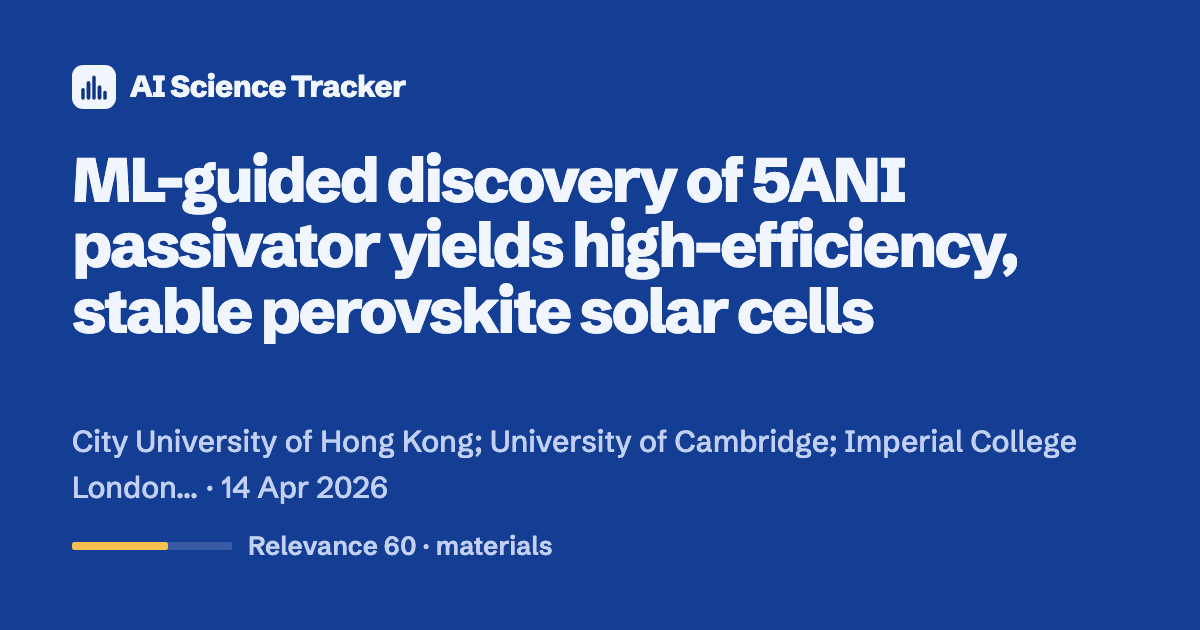 AI Science Tracker
ML-guided discovery of 5ANI
passivator yields high-efficiency,
stable perovskite solar cells
City University of Hong Kong; University of Cambridge; Imperial College
London... · 14 Apr 2026
Relevance 60 · materials